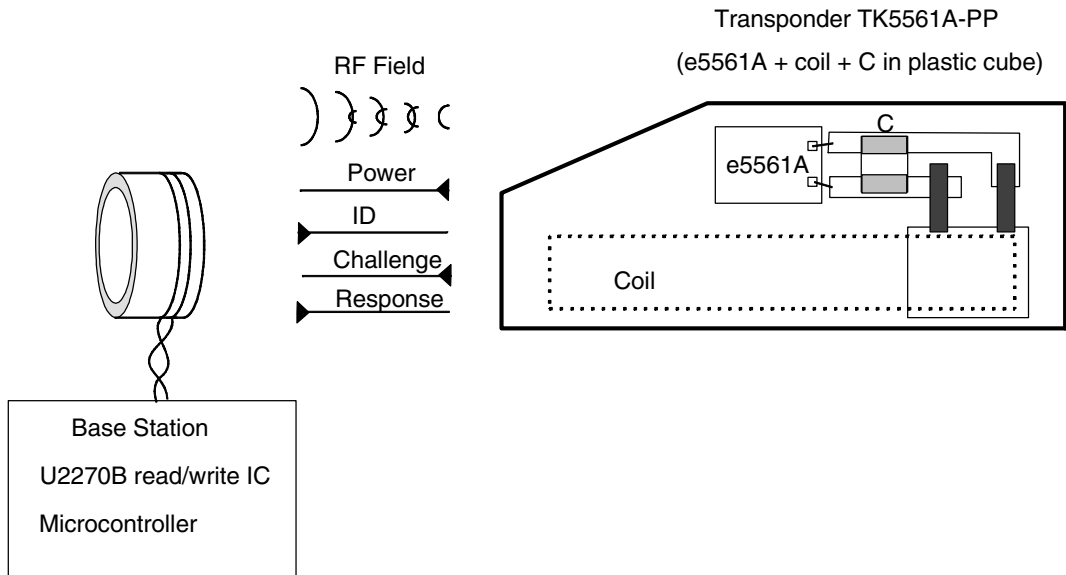 Transponder TK5561A-PP
(e5561A + coil + C in plastic cube)
RF Field
Power
ID
Challenge
Response
C
e5561A
Coil
Base Station
U2270B read/write IC
Microcontroller